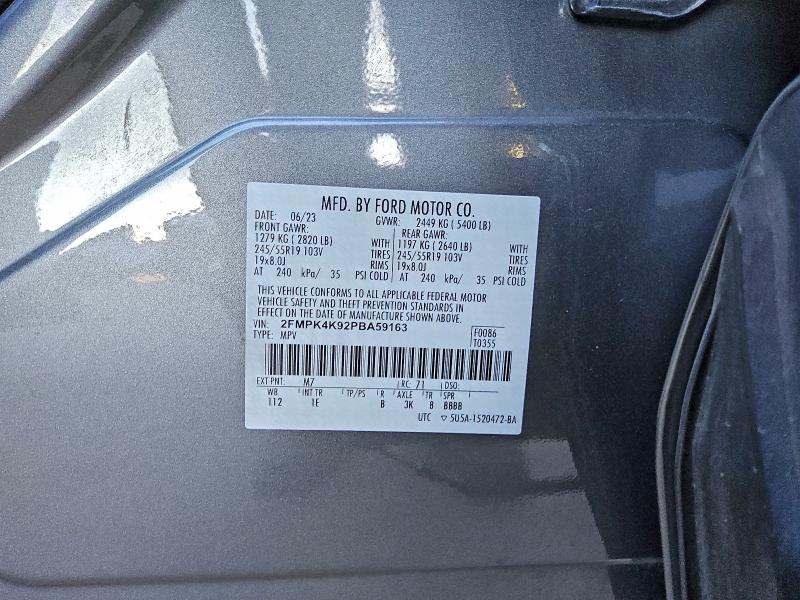 MFD. BY FORD MOTOR CO.
DATE: 06/23 GVWR: 2449 KG ( 5400 LB)
FRONT GAWR: REAR GAWR:
1279 KG ( 2820 LB) WITH 1197 KG ( 2640 LB) WITH
245/55R19 103V TIRES 245/55R19 103V TIRES
19x8.0J RIMS 19x8.0J RIMS
AT 240 kPa/ 35 PSI COLD AT 240 kPa/ 35 PSI COLD
THIS VEHICLE CONFORMS TO ALL APPLICABLE FEDERAL MOTOR
VEHICLE SAFETY AND THEFT PREVENTION STANDARDS IN
EFFECT ON THE DATE OF MANUFACTURE SHOWN ABOVE.
VIN: 2FMPK4K92PBA59163 F0086
TYPE: MPV T0355
EXT PNT: M7 RC: 71 DSO:
WB INT TR TP/PS R AXLE TR SPR
112 1E B 3K 8 BBBB
UTC ▽ 5U5A-1520472-BA